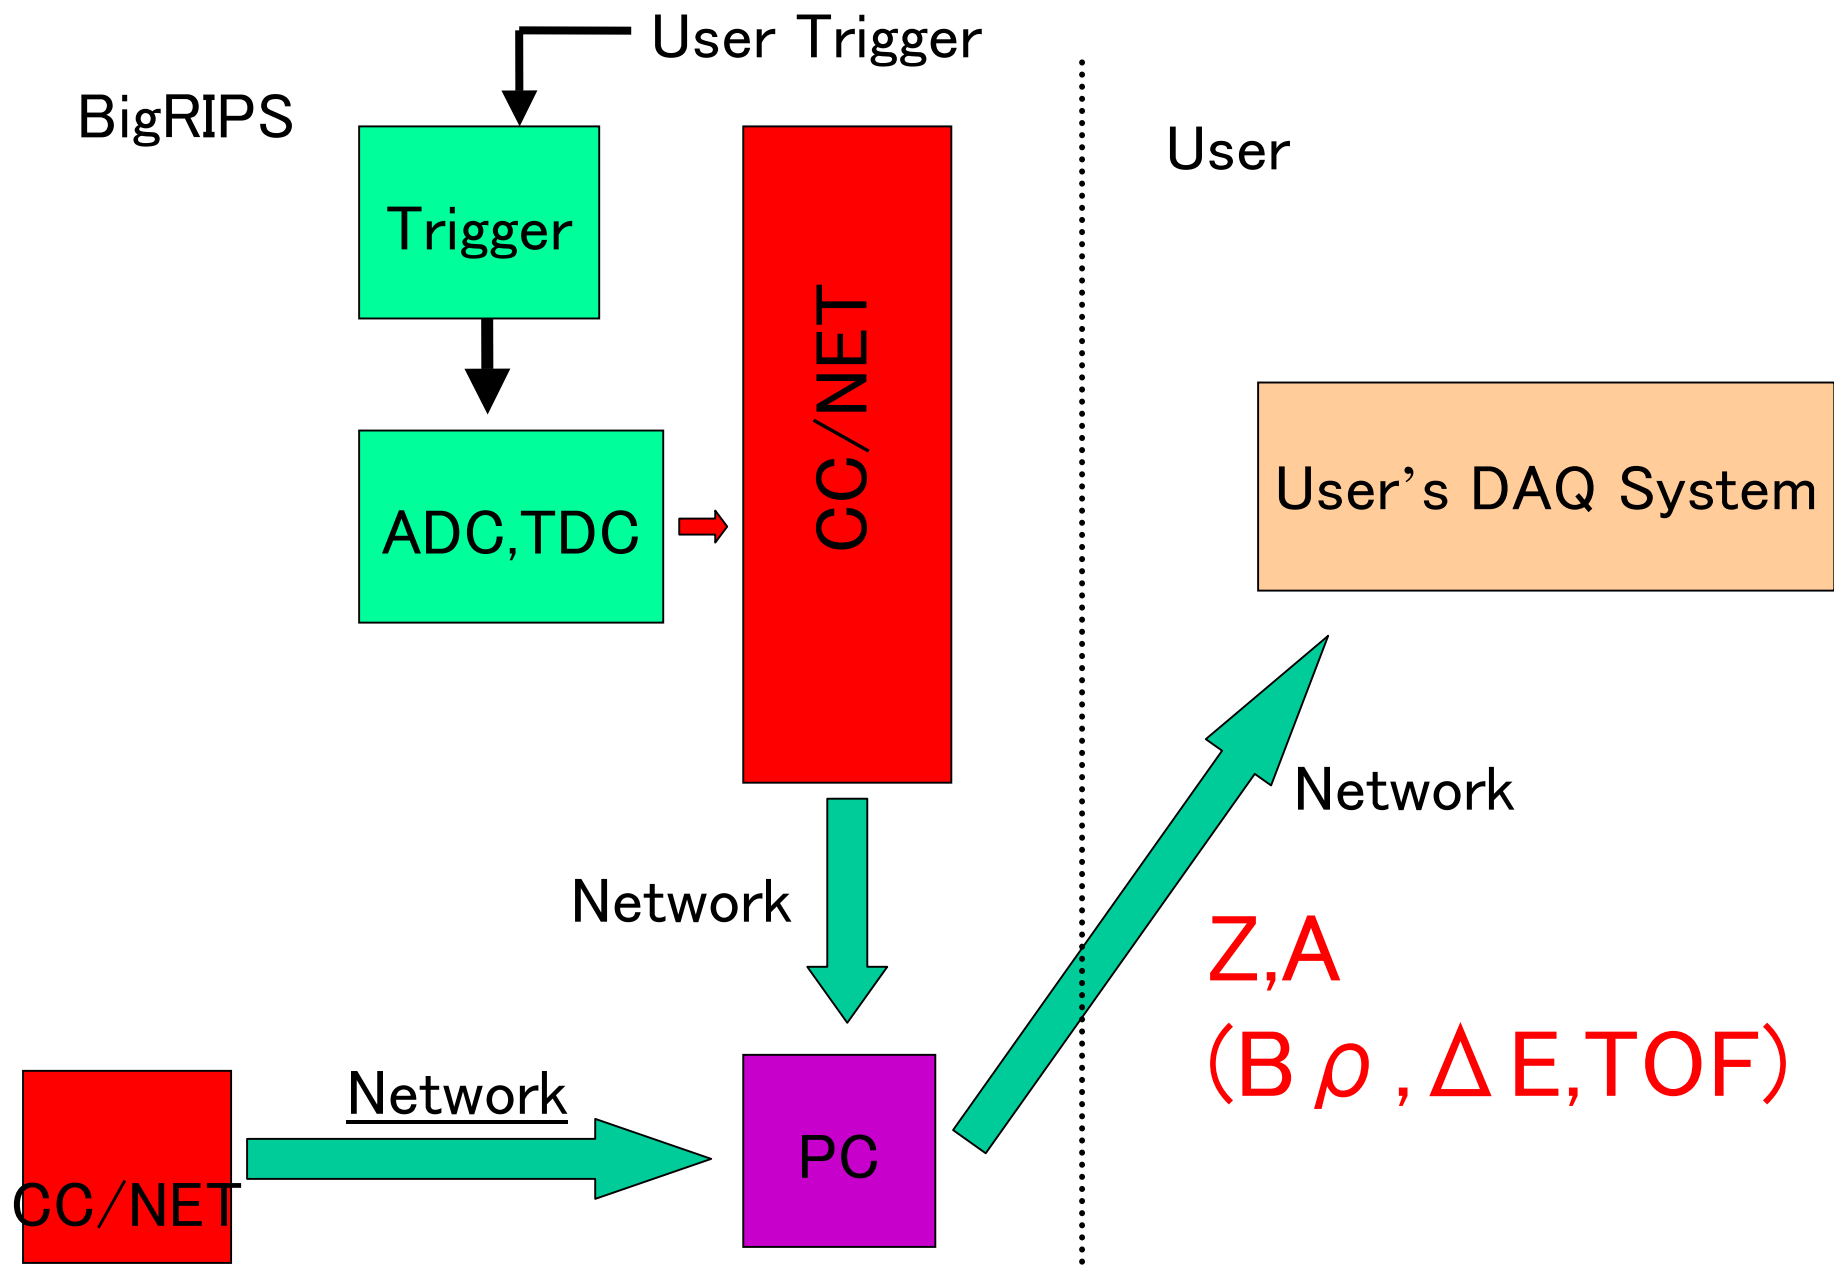 User Trigger
BigRIPS
User
Trigger
CC/NET
User’s DAQ System
ADC,TDC
Network
Network
Z,A
(Bρ,ΔE,TOF)
Network
PC
CC/NET